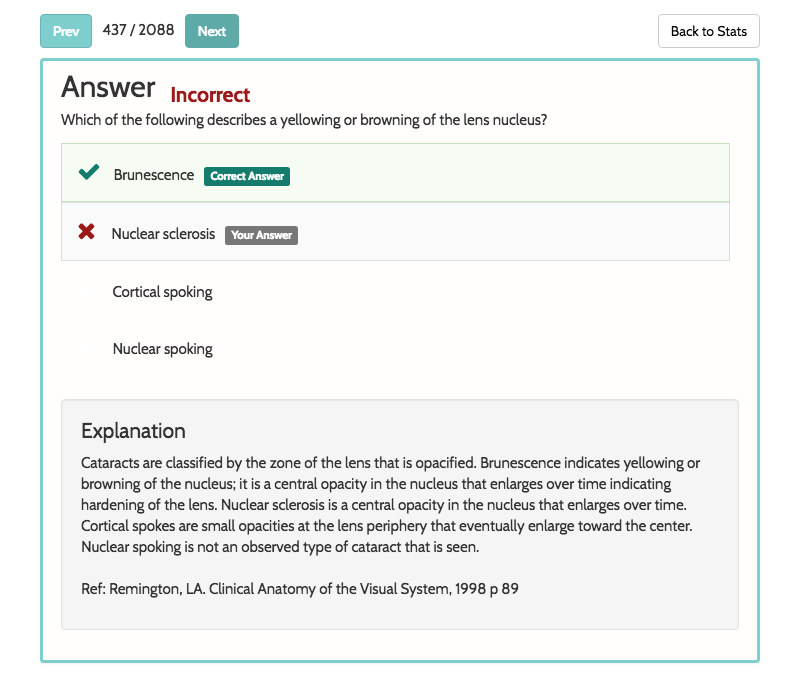 Prev 437 / 2088 Next Back to Stats
Answer Incorrect
Which of the following describes a yellowing or browning of the lens nucleus?
Brunescence Correct Answer
Nuclear sclerosis Your Answer
Cortical spoking
Nuclear spoking
Explanation
Cataracts are classified by the zone of the lens that is opacified. Brunescence indicates yellowing or
browning of the nucleus; it is a central opacity in the nucleus that enlarges over time indicating
hardening of the lens. Nuclear sclerosis is a central opacity in the nucleus that enlarges over time.
Cortical spokes are small opacities at the lens periphery that eventually enlarge toward the center.
Nuclear spoking is not an observed type of cataract that is seen.
Ref: Remington, LA. Clinical Anatomy of the Visual System, 1998 p 89